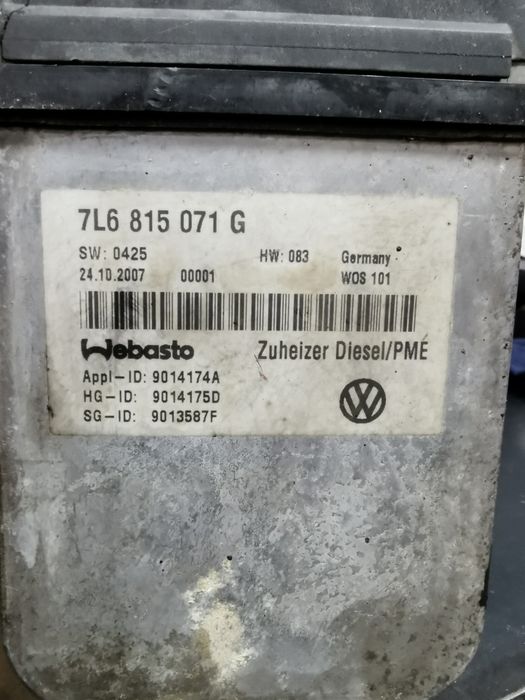 7L6 815 071 G
SW: 0425 HW: 083 Germany
24.10.2007 00001 WOS 101
Webasto Zuheizer Diesel/PME
Appl-ID: 9014174A
HG-ID: 9014175D
SG-ID: 9013587F
VW